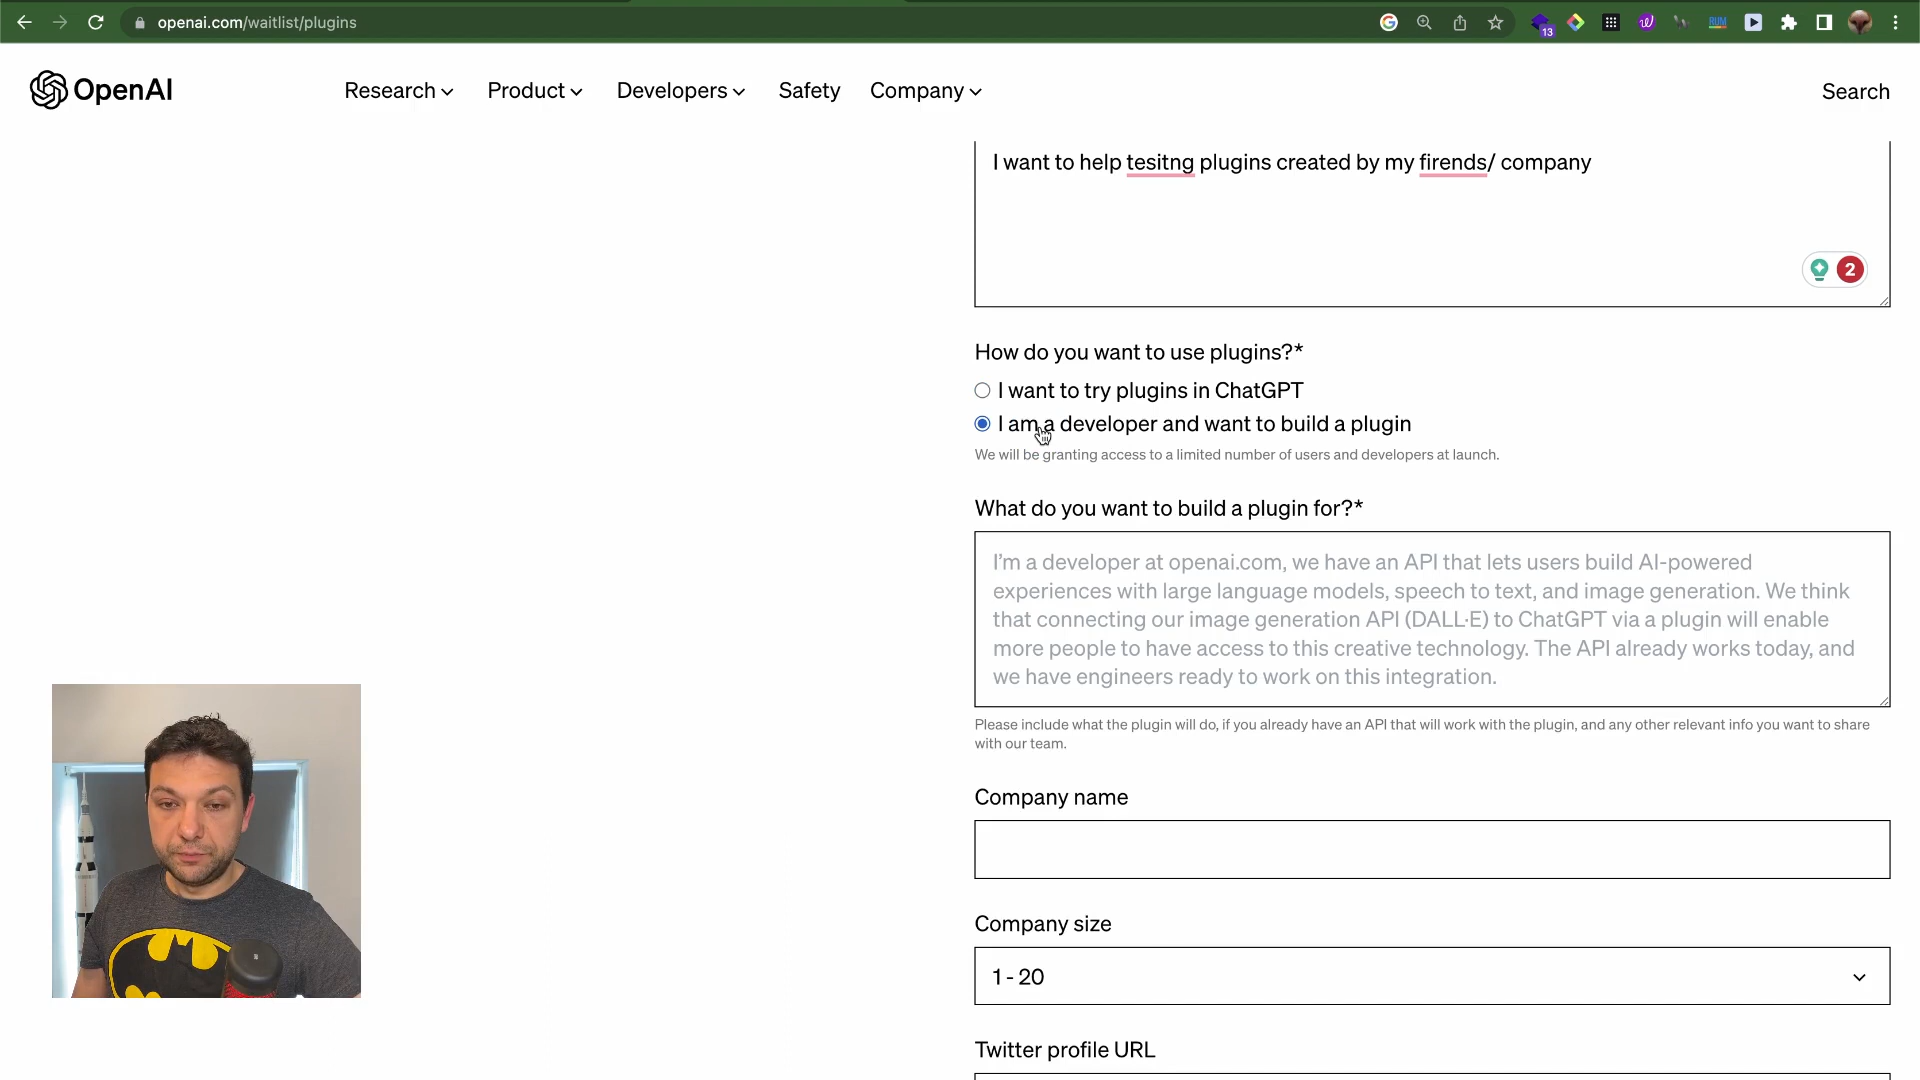 openai.com/waitlist/plugins
13
RUM
OpenAI
Research
Product
Developers
Safety
Company
Search
I want to help tesitng plugins created by my firends/ company
2
How do you want to use plugins?*
I want to try plugins in ChatGPT
I am a developer and want to build a plugin
We will be granting access to a limited number of users and developers at launch.
What do you want to build a plugin for?*
I’m a developer at openai.com, we have an API that lets users build AI-powered
experiences with large language models, speech to text, and image generation. We think
that connecting our image generation API (DALL·E) to ChatGPT via a plugin will enable
more people to have access to this creative technology. The API already works today, and
we have engineers ready to work on this integration.
Please include what the plugin will do, if you already have an API that will work with the plugin, and any other relevant info you want to share
with our team.
Company name
Company size
1 - 20
Twitter profile URL